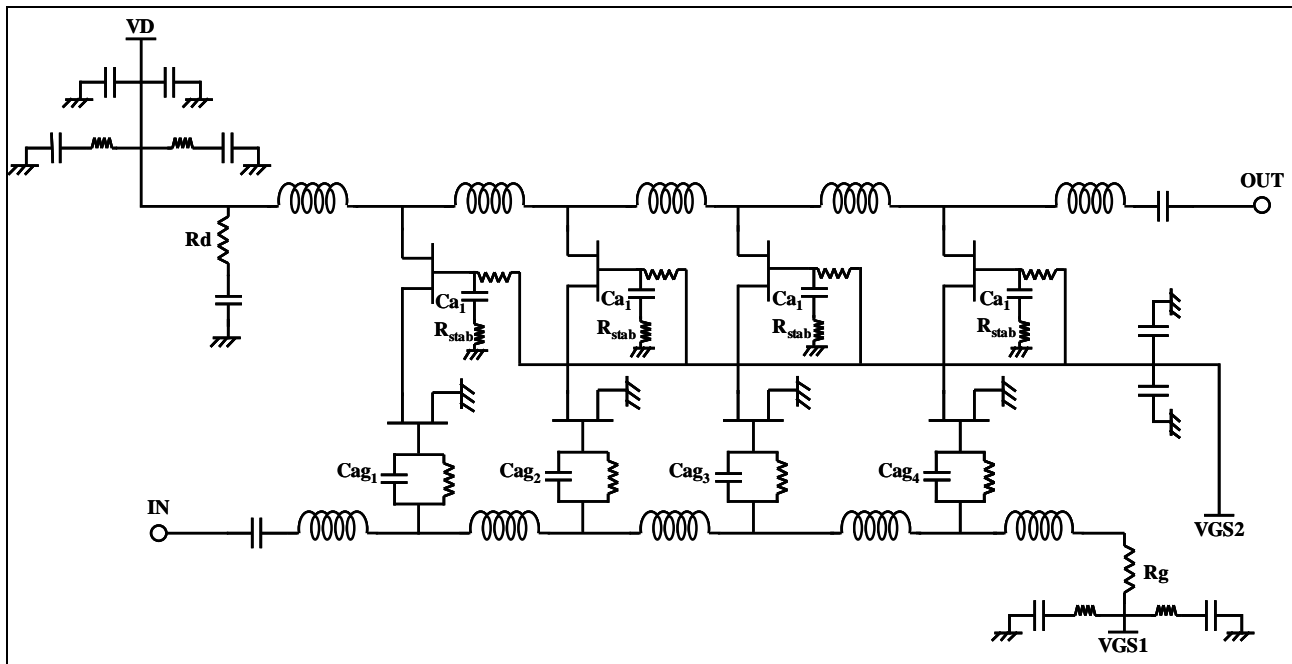 VD
OUT
Rd
Ca₁
Ca₁
Ca₁
Ca₁
Rstab
Rstab
Rstab
Rstab
Cag₁
Cag₂
Cag₃
Cag₄
IN
VGS2
Rg
VGS1